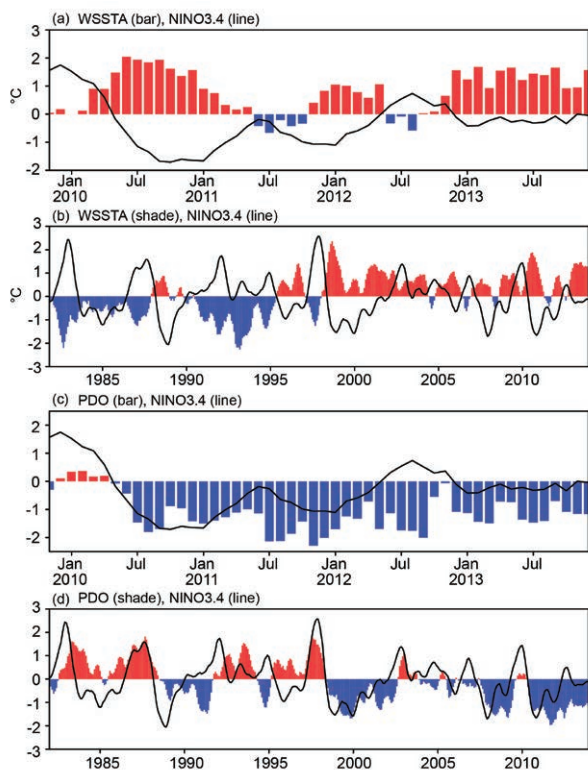 (a) WSSTA (bar), NINO3.4 (line)
3
2
1
0
-1
-2
°C
Jan Jul Jan Jul Jan Jul Jan Jul
2010 2011 2012 2013
(b) WSSTA (shade), NINO3.4 (line)
3
2
1
0
-1
-2
-3
°C
1985 1990 1995 2000 2005 2010
(c) PDO (bar), NINO3.4 (line)
2
1
0
-1
-2
Jan Jul Jan Jul Jan Jul Jan Jul
2010 2011 2012 2013
(d) PDO (shade), NINO3.4 (line)
3
2
1
0
-1
-2
-3
1985 1990 1995 2000 2005 2010